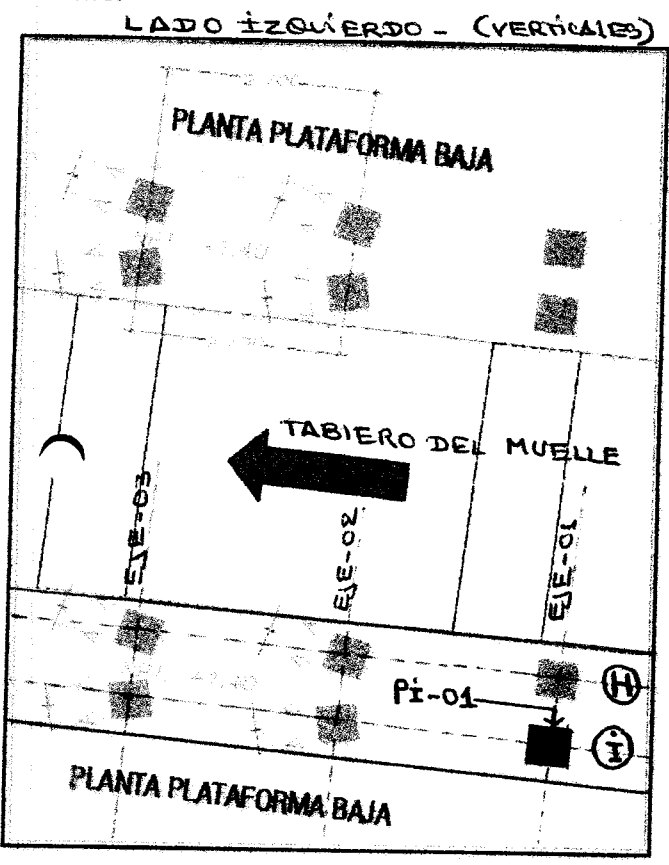 LADO IZQUIERDO - (VERTICALES)
PLANTA PLATAFORMA BAJA
TABIERO DEL MUELLE
EJE-03
EJE-02
EJE-01
H
PI-01
I
PLANTA PLATAFORMA BAJA